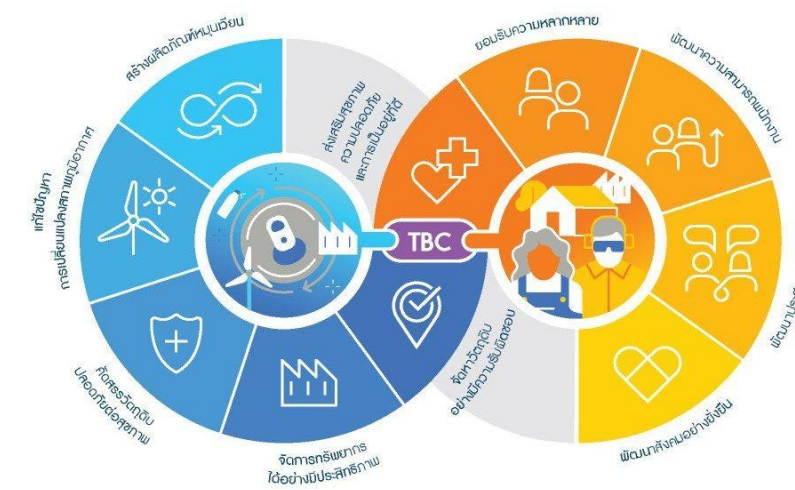 สร้างผลิตภัณฑ์หมุนเวียน
แก้ไขปัญหา
การเปลี่ยนแปลงสภาพภูมิอากาศ
คัดสรรวัตถุดิบ
ปลอดภัยต่อสุขภาพ
จัดการทรัพยากร
ได้อย่างมีประสิทธิภาพ
จัดหาวัตถุดิบ
อย่างมีความรับผิดชอบ
TBC
ส่งเสริมสุขภาพ
ความปลอดภัย
และการเป็นอยู่ที่ดี
ยอมรับความหลากหลาย
พัฒนาความสามารถพนักงาน
พัฒนาสังคมอย่างยั่งยืน